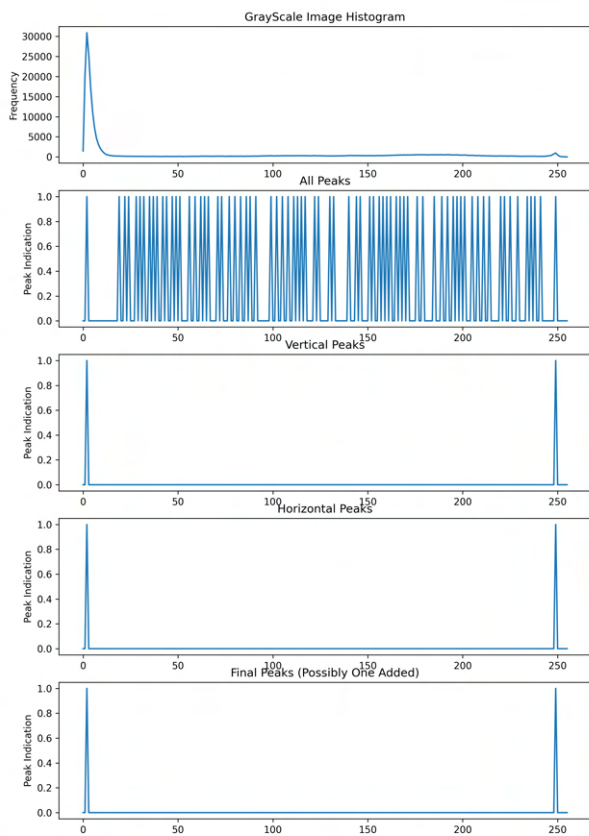 GrayScale Image Histogram
Frequency
30000
25000
20000
15000
10000
5000
0
0 50 100 150 200 250
All Peaks
Peak Indication
1.0
0.8
0.6
0.4
0.2
0.0
0 50 100 150 200 250
Vertical Peaks
Peak Indication
1.0
0.8
0.6
0.4
0.2
0.0
0 50 100 150 200 250
Horizontal Peaks
Peak Indication
1.0
0.8
0.6
0.4
0.2
0.0
0 50 100 150 200 250
Final Peaks (Possibly One Added)
Peak Indication
1.0
0.8
0.6
0.4
0.2
0.0
0 50 100 150 200 250